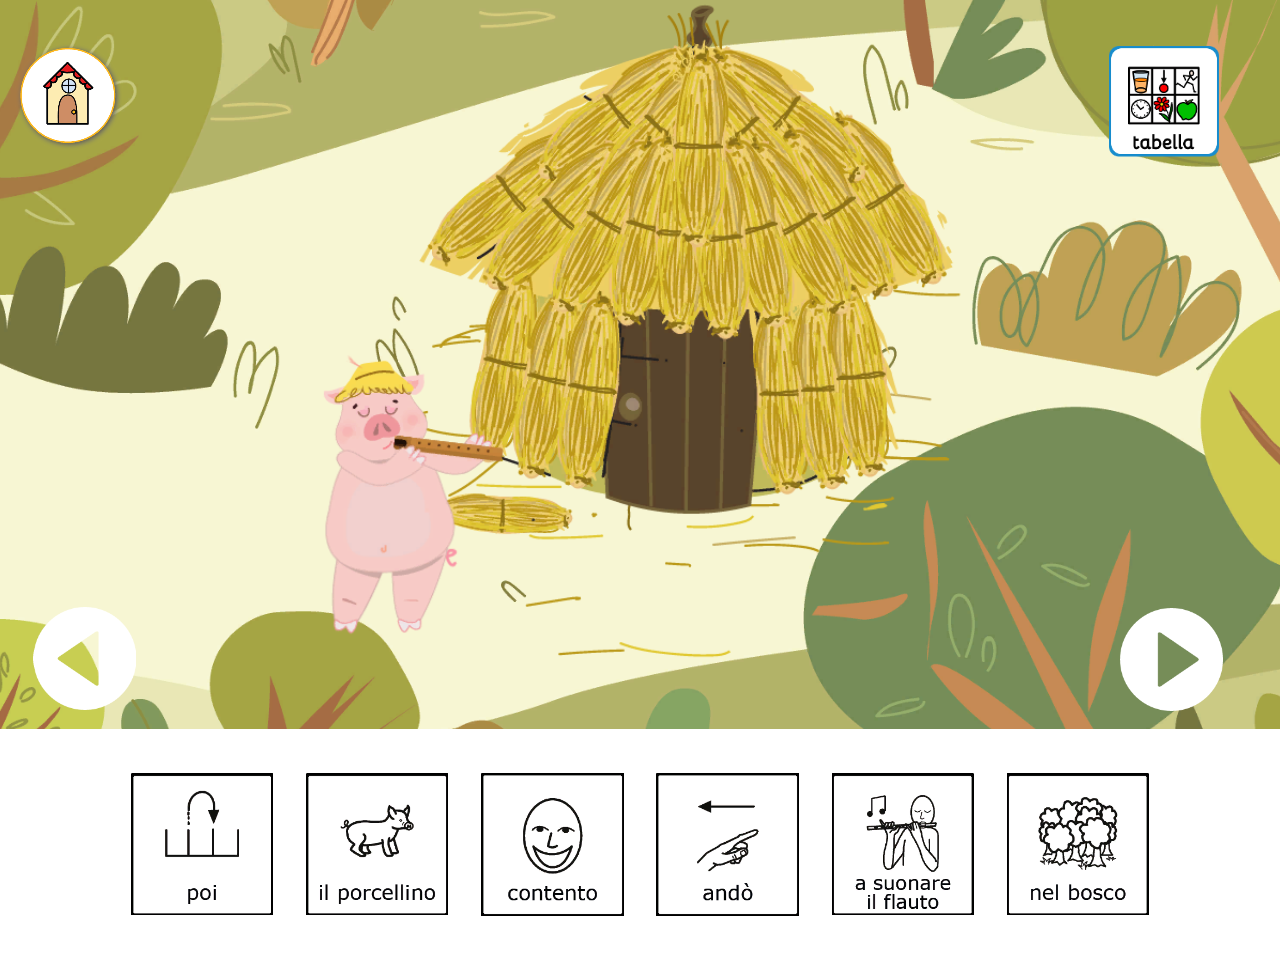 tabella
poi
il porcellino
contento
andò
a suonare
il flauto
nel bosco